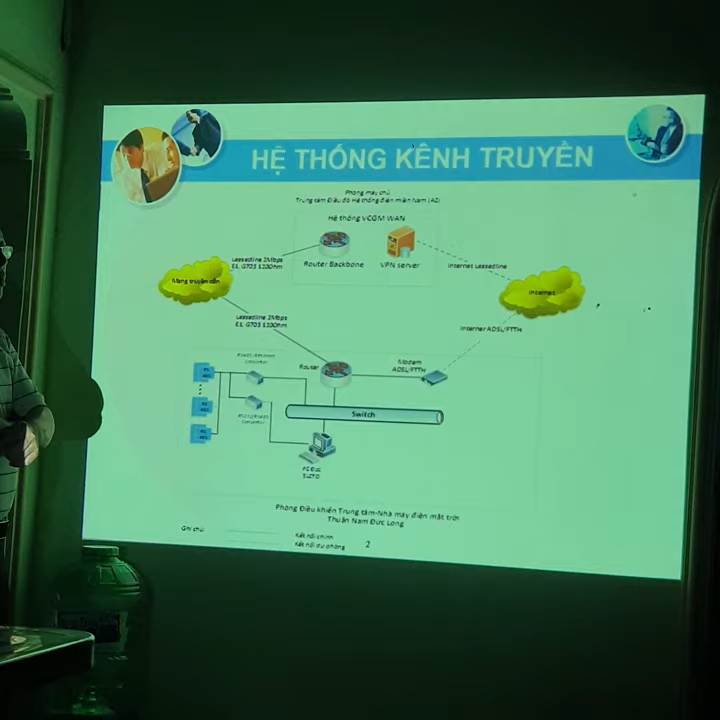 HỆ THỐNG KÊNH TRUYỀN
Phòng máy chủ
Trung tâm Điều độ Hệ thống điện miền Nam (A2)
Hệ thống VCGM WAN
Router Backbone
VPN server
Leasedline 2Mbps
E1, G703 120Ohm
Internet Leasedline
Mạng truyền dẫn
Internet
Leasedline 2Mbps
E1, G703 120Ohm
Internet ADSL/FTTH
Router
Modem
ADSL/FTTH
Switch
Phòng Điều khiển Trung tâm-Nhà máy điện mặt trời
Thuận Nam Đức Long
Ghi chú:
Kết nối chính
Kết nối dự phòng
2